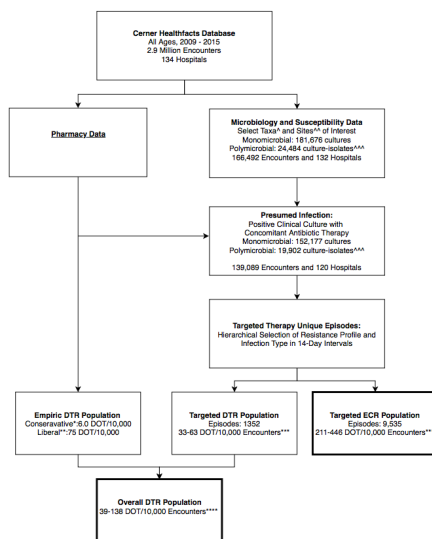 Cerner Healthfacts Database
All Ages, 2009 - 2015
2.9 Million Encounters
134 Hospitals
Pharmacy Data
Microbiology and Susceptibility Data
Select Taxa^ and Sites^^ of Interest
Monomicrobial: 181,676 cultures
Polymicrobial: 24,484 culture-isolates^^^
166,492 Encounters and 132 Hospitals
Presumed Infection:
Positive Clinical Culture with
Concomitant Antibiotic Therapy
Monomicrobial: 152,177 cultures
Polymicrobial: 19,902 culture-isolates^^^
139,089 Encounters and 120 Hospitals
Targeted Therapy Unique Episodes:
Hierarchical Selection of Resistance Profile and
Infection Type in 14-Day Intervals
Empiric DTR Population
Conseravative*:6.0 DOT/10,000
Liberal**:75 DOT/10,000
Targeted DTR Population
Episodes: 1352
33-63 DOT/10,000 Encounters***
Targeted ECR Population
Episodes: 9,535
211-446 DOT/10,000 Encounters***
Overall DTR Population
39-138 DOT/10,000 Encounters****